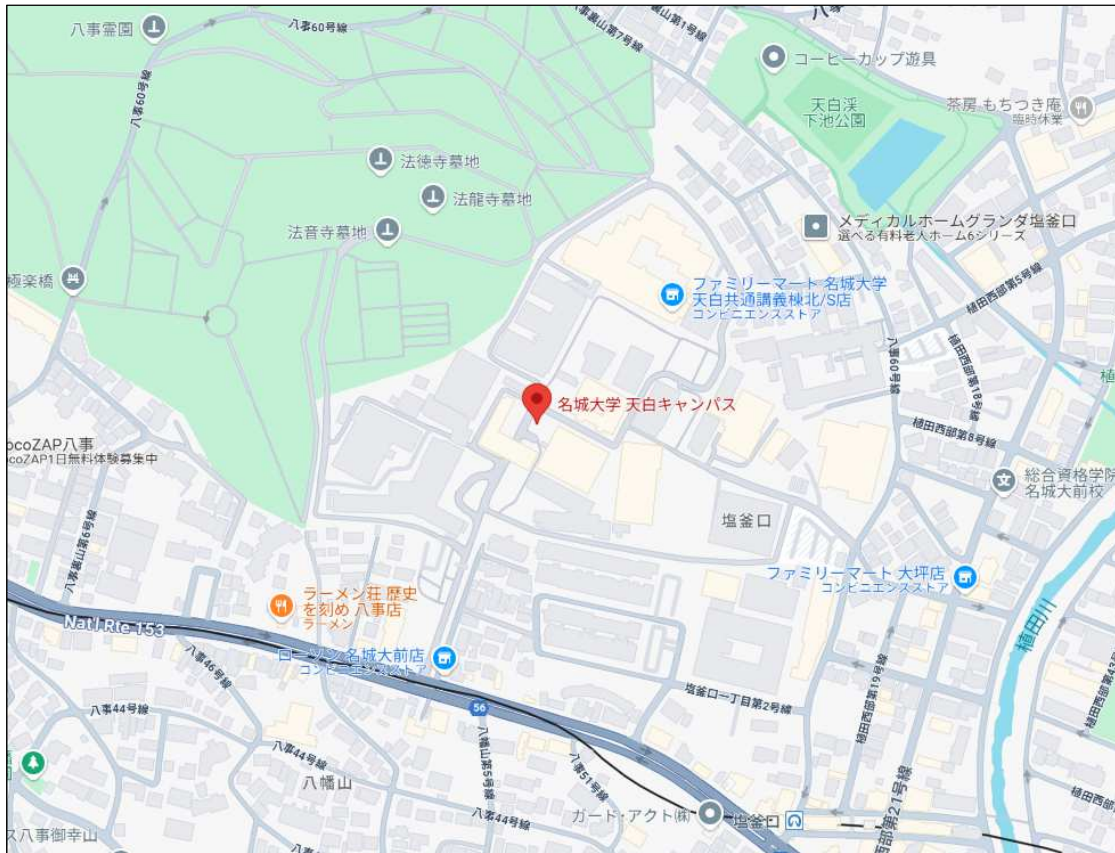 八事霊園
八事60号線
八事60号線
八事裏山第7号線
八事裏山第1号線
コーヒーカップ遊具
天白渓
下池公園
茶房 もちつき庵
臨時休業
法徳寺墓地
法龍寺墓地
法音寺墓地
極楽橋
メディカルホームグランダ塩釜口
選べる有料老人ホーム6シリーズ
ファミリーマート 名城大学
天白共通講義棟北/S店
コンビニエンスストア
植田西部第5号線
八事60号線
植田西部第18号線
植田西部第8号線
名城大学 天白キャンパス
ocoZAP八事
ocoZAP1日無料体験募集中
総合資格学院
名城大前校
塩釜口
八事裏山第6号線
ラーメン荘 歴史
を刻め 八事店
ラーメン
ファミリーマート 大坪店
コンビニエンスストア
植田川
Nat'l Rte 153
ローソン 名城大前店
コンビニエンスストア
八事46号線
56
塩釜口一丁目第2号線
植田西部第19号線
植田西部第4号
八事44号線
八事44号線
八幡山
八幡山第5号線
八事51号線
ガード・アクト㈱
塩釜口
西部第21号線
ス八事御幸山